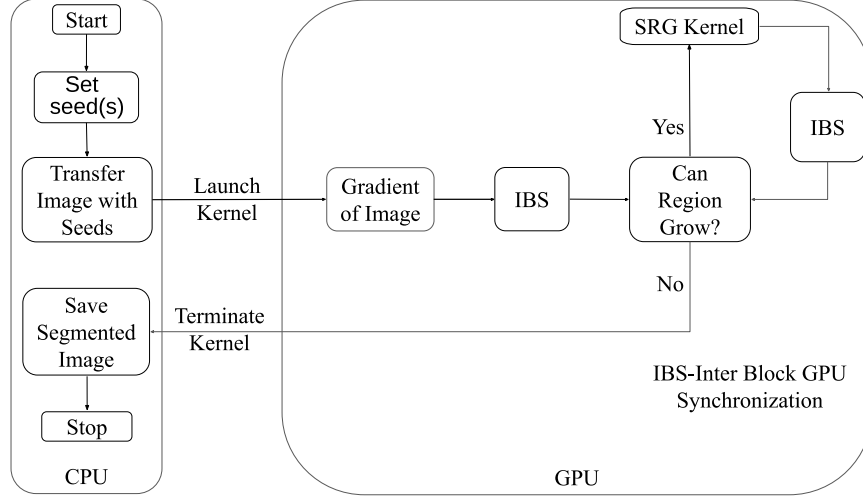 Start
Set
seed(s)
Transfer
Image with
Seeds
Launch
Kernel
Gradient
of Image
IBS
Can
Region
Grow?
Yes
SRG Kernel
IBS
No
Terminate
Kernel
Save
Segmented
Image
Stop
CPU
IBS-Inter Block GPU
Synchronization
GPU